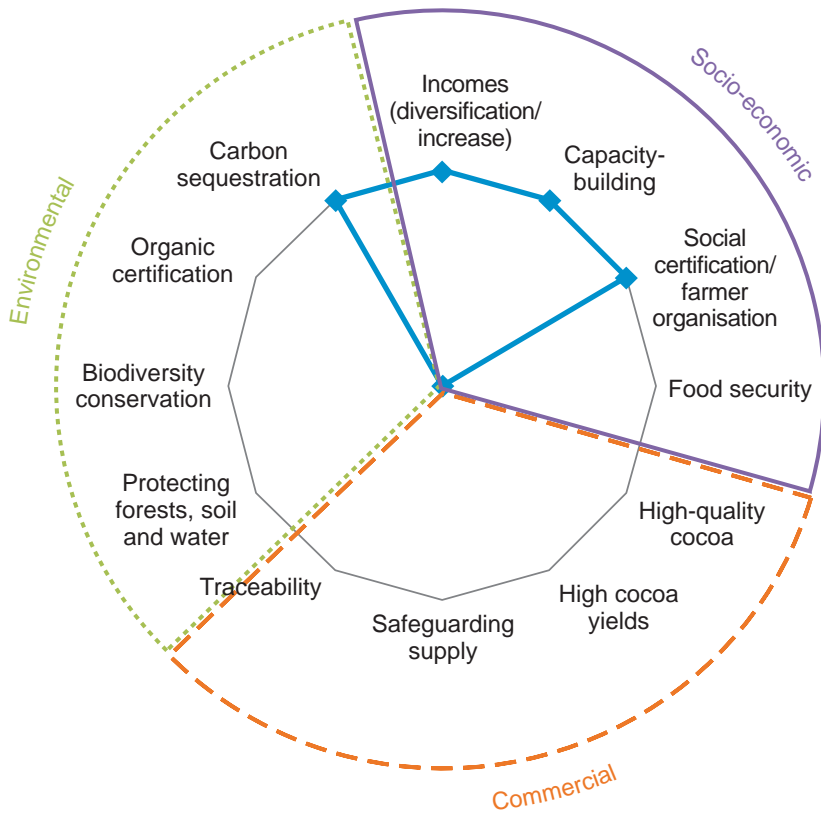 Incomes
(diversification/
increase)
Capacity-
building
Social
certification/
farmer
organisation
Food security
High-quality
cocoa
High cocoa
yields
Safeguarding
supply
Traceability
Protecting
forests, soil
and water
Biodiversity
conservation
Organic
certification
Carbon
sequestration
Socio-economic
Commercial
Environmental